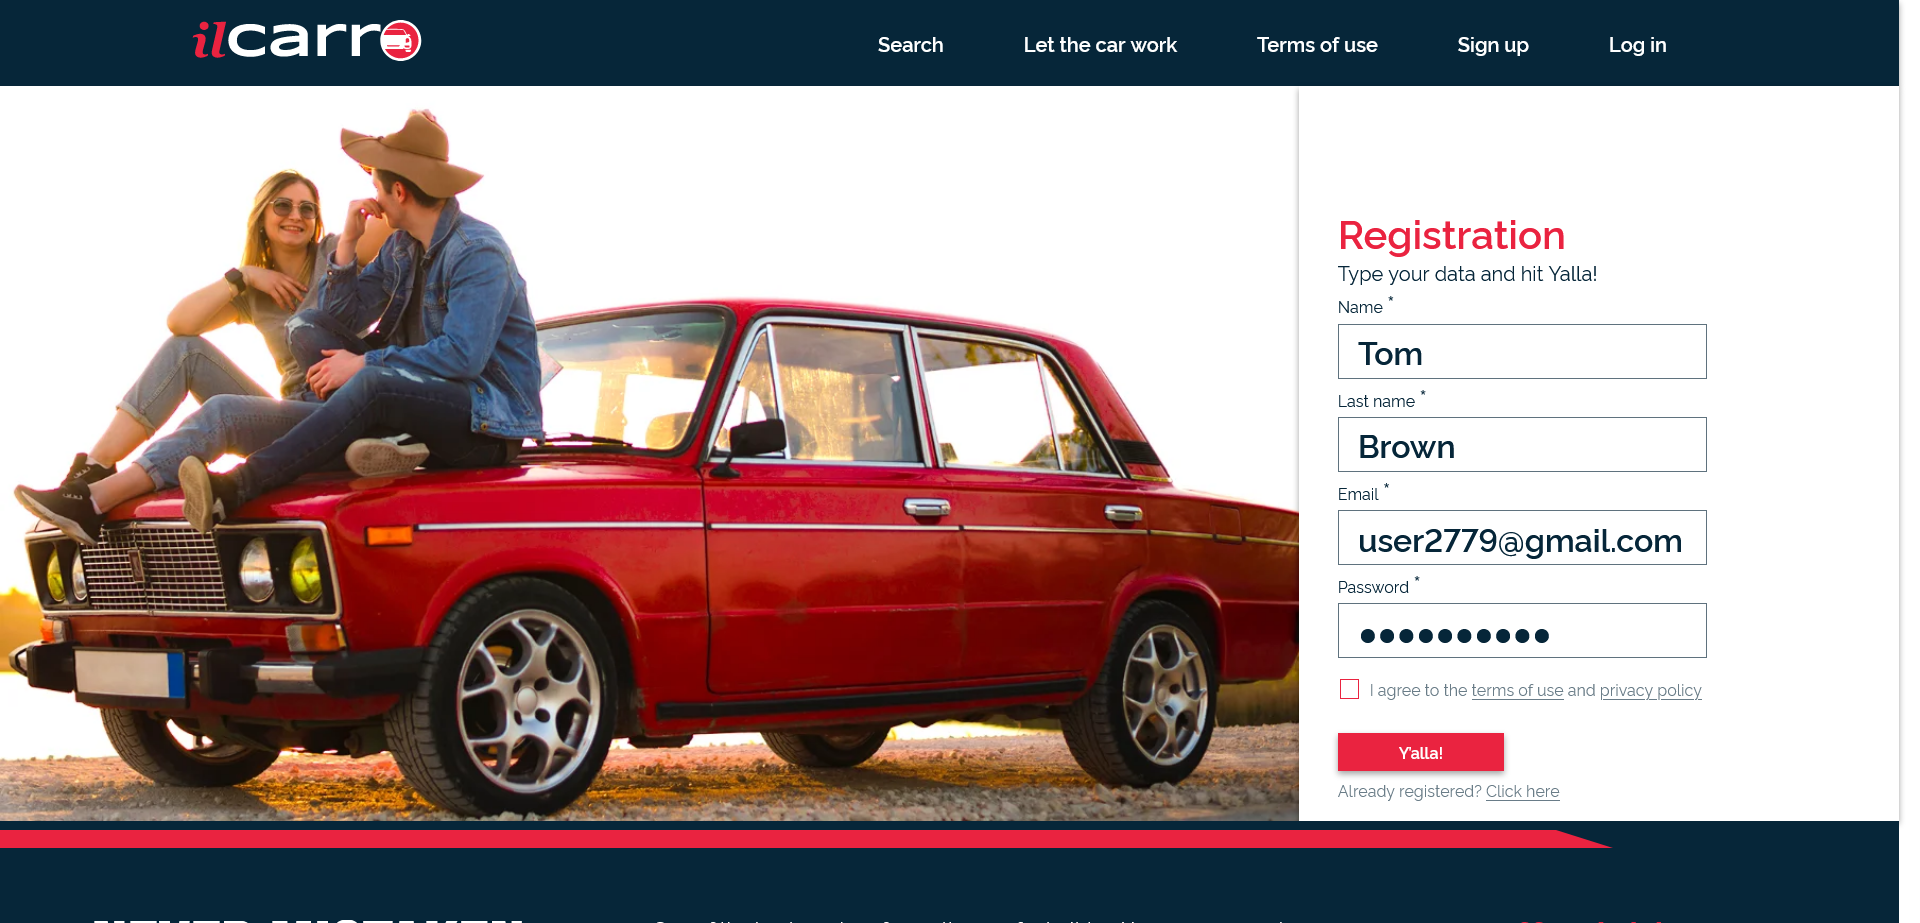 ilcarro
Search Let the car work Terms of use Sign up Log in
Registration
Type your data and hit Yalla!
Name *
Tom
Last name *
Brown
Email *
user2779@gmail.com
Password *
I agree to the terms of use and privacy policy
Y'alla!
Already registered? Click here